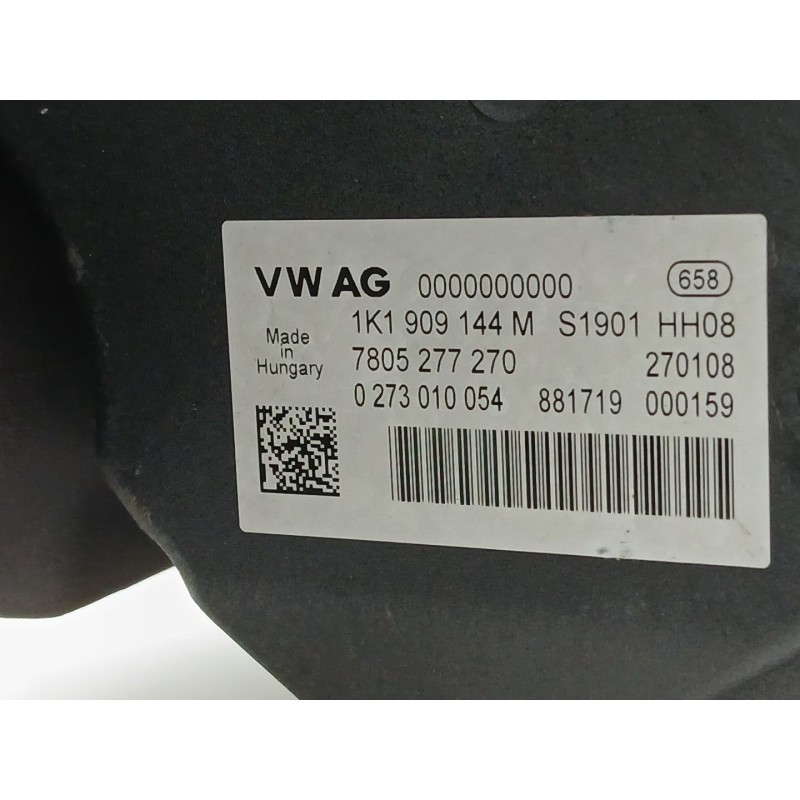 VW AG 0000000000 658
1K1 909 144 M S1901 HH08
Made in Hungary
7805 277 270 270108
0 273 010 054 881719 000159